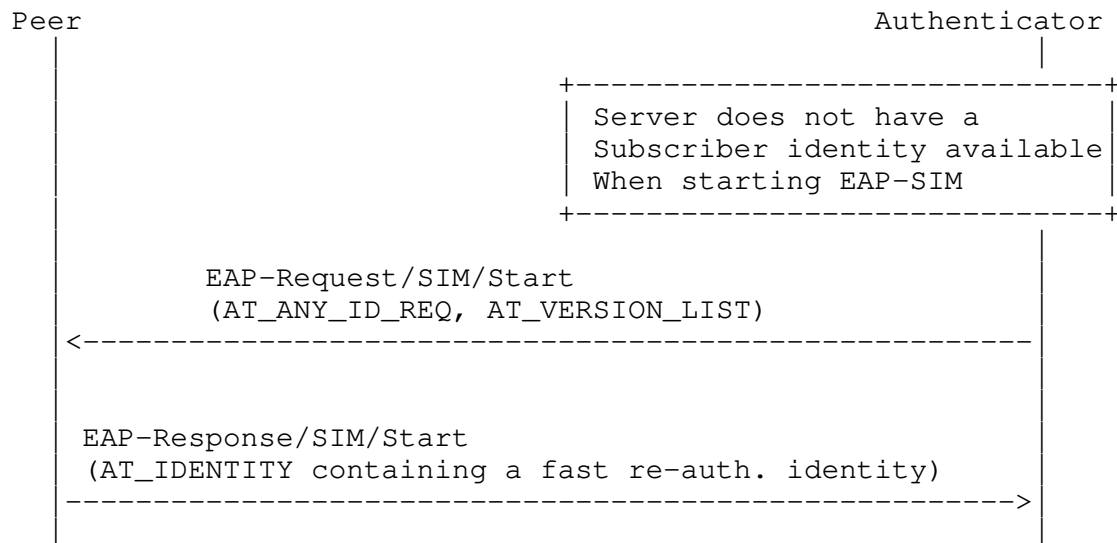 Peer Authenticator
Server does not have a
Subscriber identity available
When starting EAP-SIM
EAP-Request/SIM/Start
(AT_ANY_ID_REQ, AT_VERSION_LIST)
EAP-Response/SIM/Start
(AT_IDENTITY containing a fast re-auth. identity)